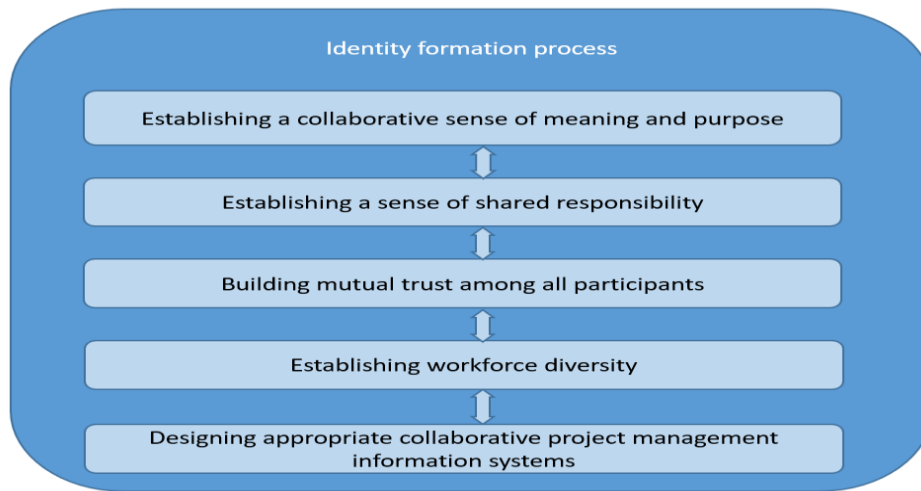 Identity formation process
Establishing a collaborative sense of meaning and purpose
Establishing a sense of shared responsibility
Building mutual trust among all participants
Establishing workforce diversity
Designing appropriate collaborative project management
information systems